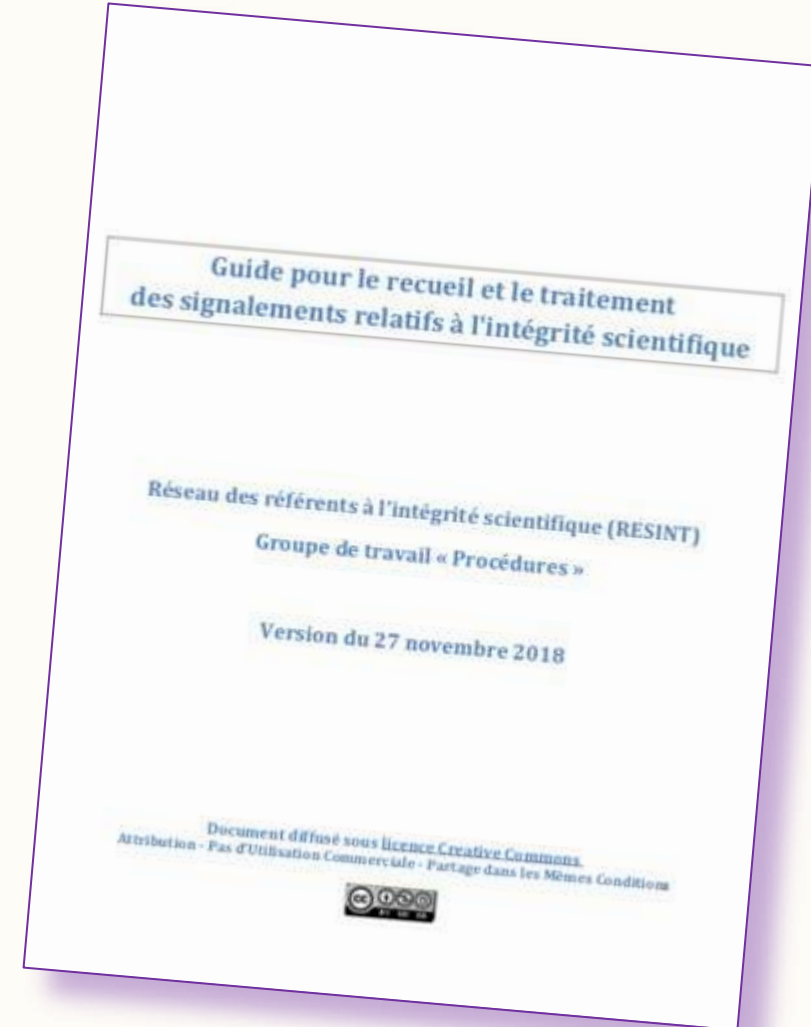 Guide pour le recueil et le traitement
des signalements relatifs à l'intégrité scientifique
Réseau des référents à l'intégrité scientifique (RESINT)
Groupe de travail « Procédures »
Version du 27 novembre 2018
Document diffusé sous licence Creative Commons
Attribution - Pas d'Utilisation Commerciale - Partage dans les Mêmes Conditions
cc